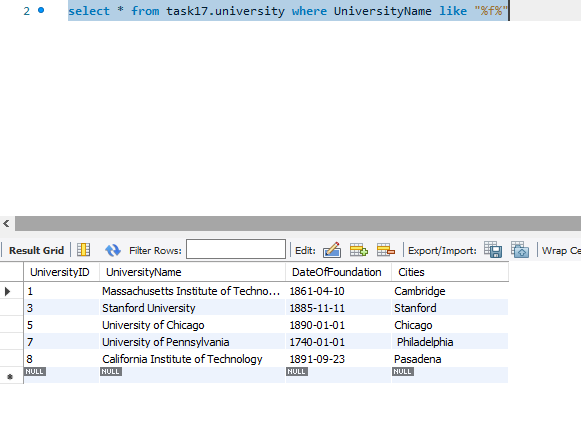 2 select * from task17.university where UniversityName like "%f%"
Result Grid Filter Rows: Edit: Export/Import: Wrap Ce
UniversityID UniversityName DateOfFoundation Cities
1 Massachusetts Institute of Techno... 1861-04-10 Cambridge
3 Stanford University 1885-11-11 Stanford
5 University of Chicago 1890-01-01 Chicago
7 University of Pennsylvania 1740-01-01 Philadelphia
8 California Institute of Technology 1891-09-23 Pasadena
NULL NULL NULL NULL